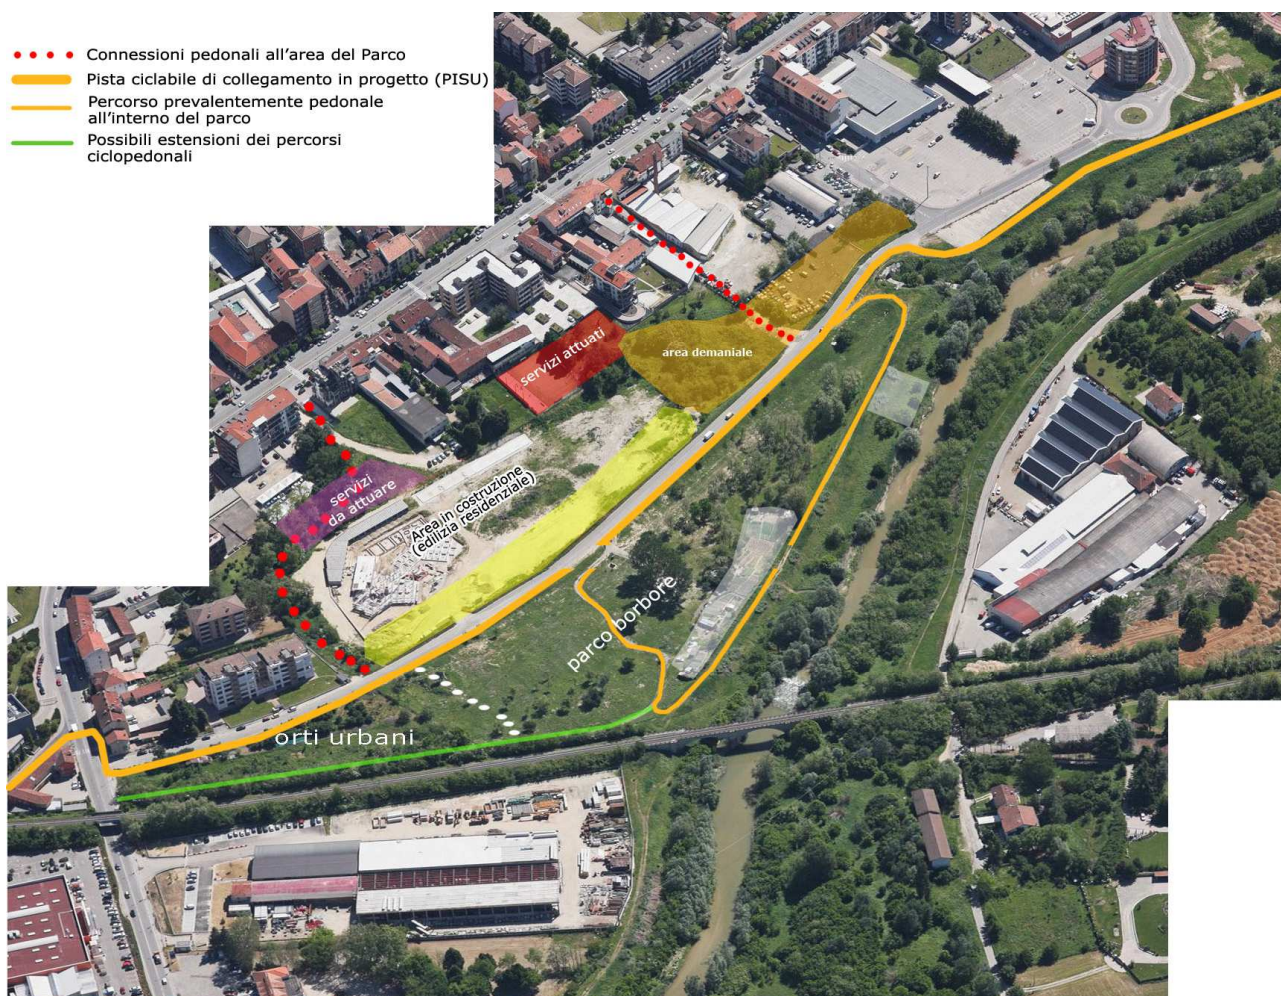 Connessioni pedonali all'area del Parco
Pista ciclabile di collegamento in progetto (PISU)
Percorso prevalentemente pedonale
all'interno del parco
Possibili estensioni dei percorsi
ciclopedonali
servizi attuati
area demaniale
servizi
da attuare
Area in costruzione
(edilizia residenziale)
parco borbore
orti urbani